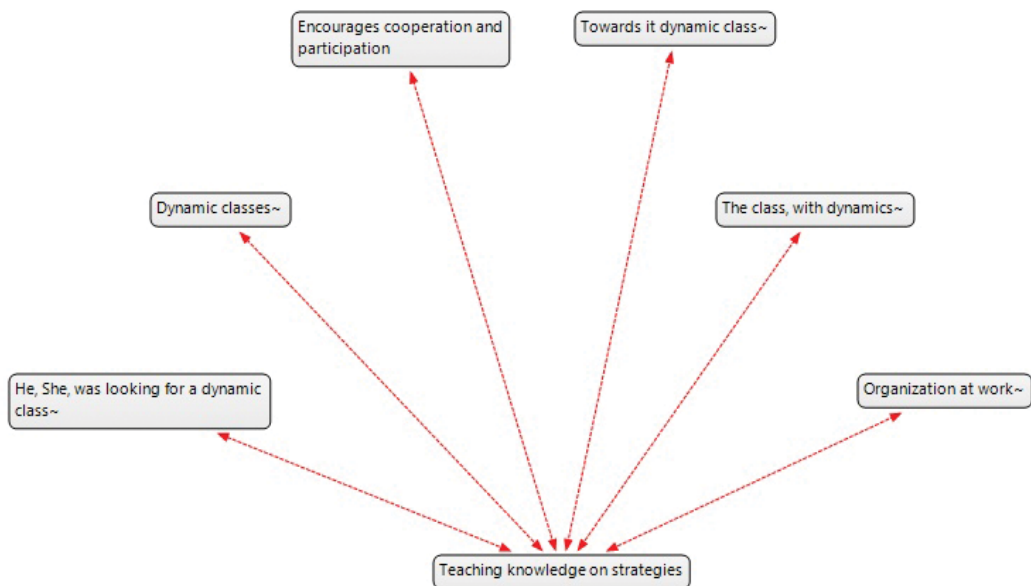 Encourages cooperation and
participation
Towards it dynamic class~
Dynamic classes~
The class, with dynamics~
He, She, was looking for a dynamic
class~
Organization at work~
Teaching knowledge on strategies